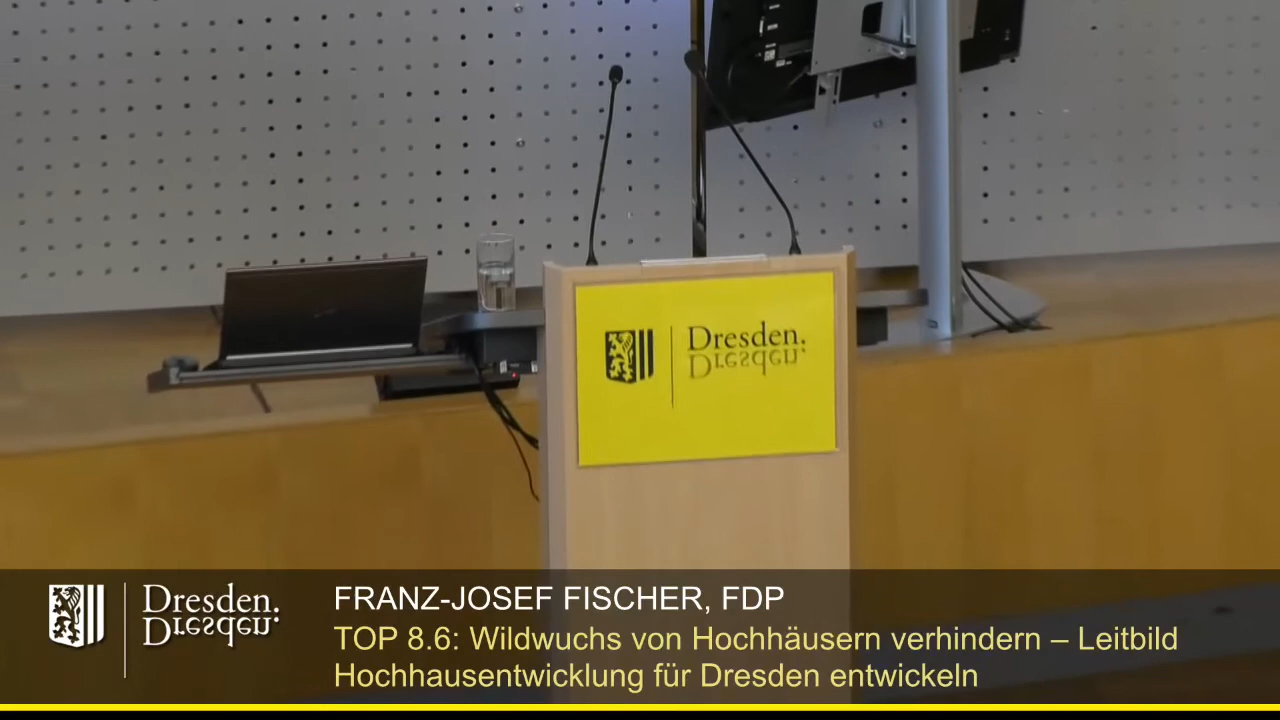 Dresden.
Dresden.
Dresden.
Dresden.
FRANZ-JOSEF FISCHER, FDP
TOP 8.6: Wildwuchs von Hochhäusern verhindern – Leitbild
Hochhausentwicklung für Dresden entwickeln